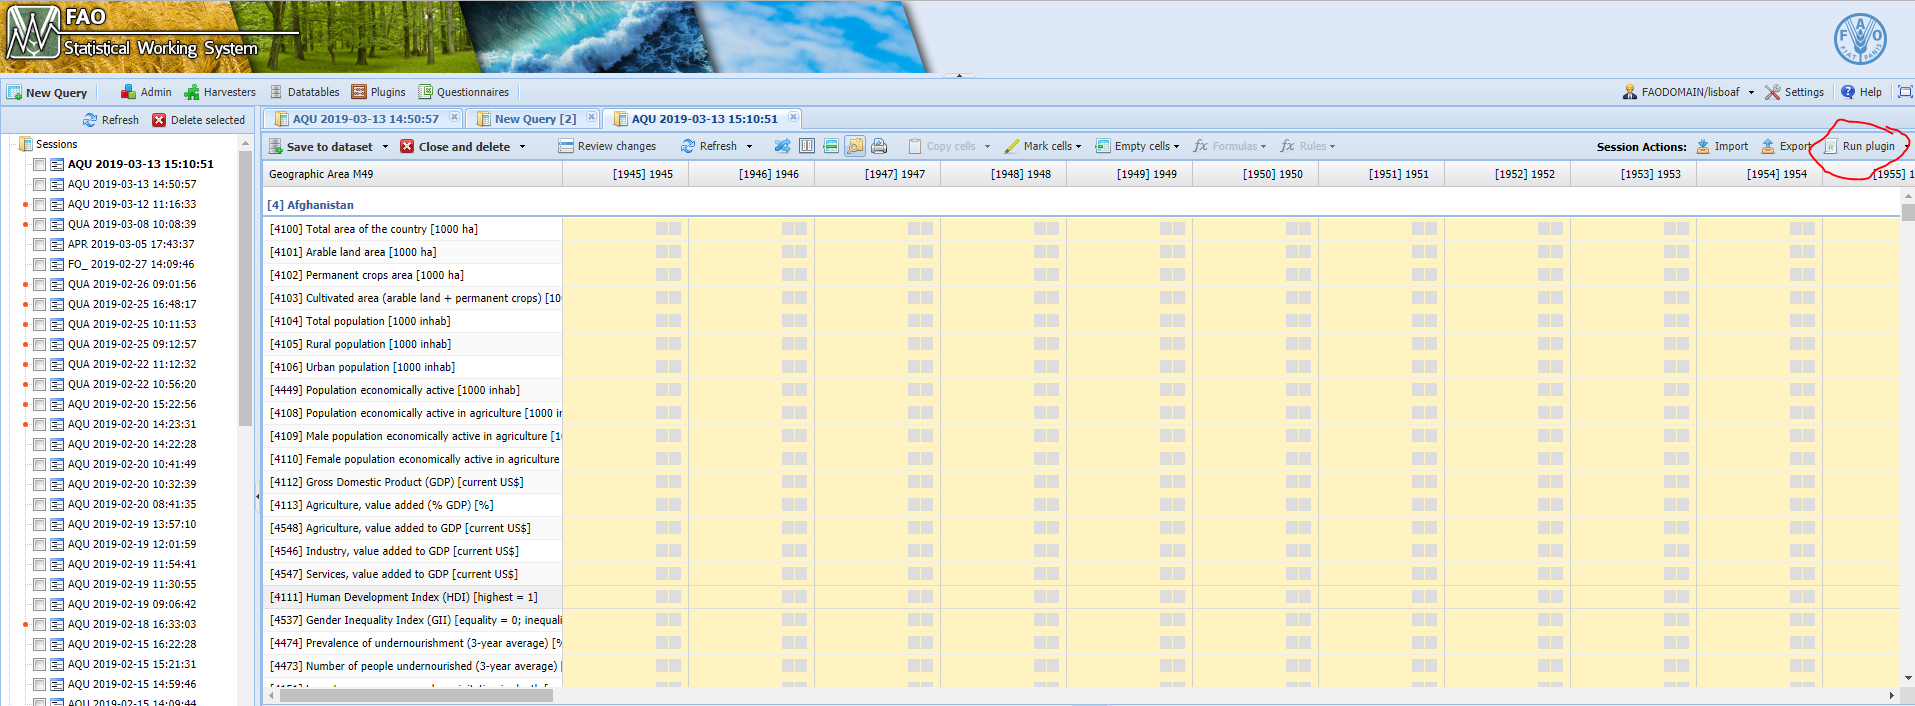 FAO
Statistical Working System
F A O
FIAT PANIS
New Query Admin Harvesters Datatables Plugins Questionnaires FAODOMAIN/lisboaf Settings Help
Refresh Delete selected
AQU 2019-03-13 14:50:57 New Query [2] AQU 2019-03-13 15:10:51
Save to dataset Close and delete Review changes Refresh Copy cells Mark cells Empty cells Formulas Rules Session Actions: Import Export Run plugin
Sessions
AQU 2019-03-13 15:10:51
AQU 2019-03-13 14:50:57
AQU 2019-03-12 11:16:33
QUA 2019-03-08 10:08:39
APR 2019-03-05 17:43:37
FO_ 2019-02-27 14:09:46
QUA 2019-02-26 09:01:56
QUA 2019-02-25 16:48:17
QUA 2019-02-25 10:11:53
QUA 2019-02-25 09:12:57
QUA 2019-02-22 11:12:32
QUA 2019-02-22 10:56:20
AQU 2019-02-20 15:22:56
AQU 2019-02-20 14:23:31
AQU 2019-02-20 14:22:28
AQU 2019-02-20 10:41:49
AQU 2019-02-20 10:32:39
AQU 2019-02-20 08:41:35
AQU 2019-02-19 13:57:10
AQU 2019-02-19 12:01:59
AQU 2019-02-19 11:54:41
AQU 2019-02-19 11:30:55
AQU 2019-02-19 09:06:42
AQU 2019-02-18 16:33:03
AQU 2019-02-15 16:22:28
AQU 2019-02-15 15:21:31
AQU 2019-02-15 14:59:46
AQU 2019-02-15 14:09:44
Geographic Area M49 [1945] 1945 [1946] 1946 [1947] 1947 [1948] 1948 [1949] 1949 [1950] 1950 [1951] 1951 [1952] 1952 [1953] 1953 [1954] 1954 [1955] 1
[4] Afghanistan
[4100] Total area of the country [1000 ha]
[4101] Arable land area [1000 ha]
[4102] Permanent crops area [1000 ha]
[4103] Cultivated area (arable land + permanent crops) [10
[4104] Total population [1000 inhab]
[4105] Rural population [1000 inhab]
[4106] Urban population [1000 inhab]
[4449] Population economically active [1000 inhab]
[4108] Population economically active in agriculture [1000 in
[4109] Male population economically active in agriculture [1
[4110] Female population economically active in agriculture
[4112] Gross Domestic Product (GDP) [current US$]
[4113] Agriculture, value added (% GDP) [%]
[4548] Agriculture, value added to GDP [current US$]
[4546] Industry, value added to GDP [current US$]
[4547] Services, value added to GDP [current US$]
[4111] Human Development Index (HDI) [highest = 1]
[4537] Gender Inequality Index (GII) [equality = 0; inequali
[4474] Prevalence of undernourishment (3-year average) [%
[4473] Number of people undernourished (3-year average) [